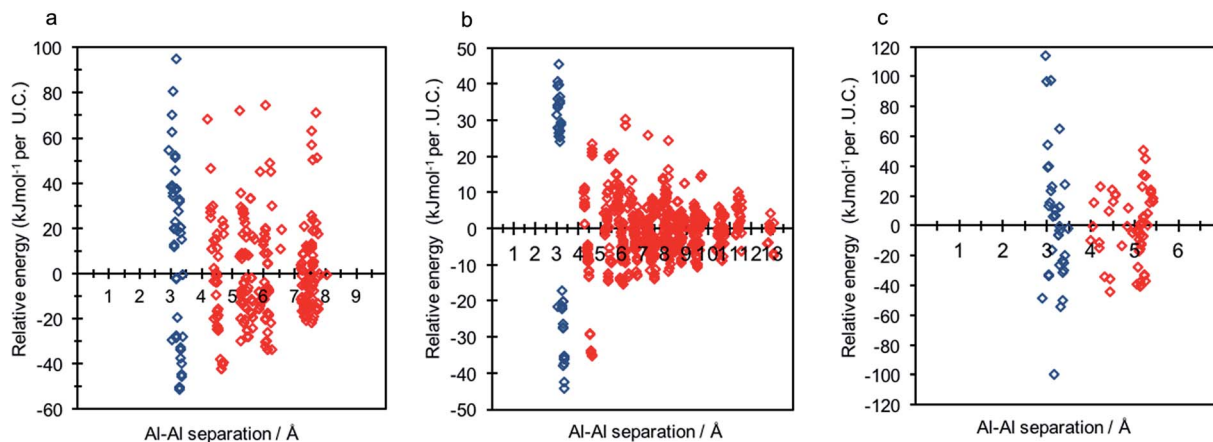 a
Relative energy (kJmol⁻¹ per U.C.)
100
80
60
40
20
0
-20
-40
-60
1 2 3 4 5 6 7 8 9
Al-Al separation / Å
b
Relative energy (kJmol⁻¹ per .U.C.)
50
40
30
20
10
0
-10
-20
-30
-40
-50
1 2 3 4 5 6 7 8 9 10 11 12 13
Al-Al separation / Å
c
Relative energy (kJmol⁻¹ per U.C.)
120
100
80
60
40
20
0
-20
-40
-60
-80
-100
-120
1 2 3 4 5 6
Al-Al separation / Å